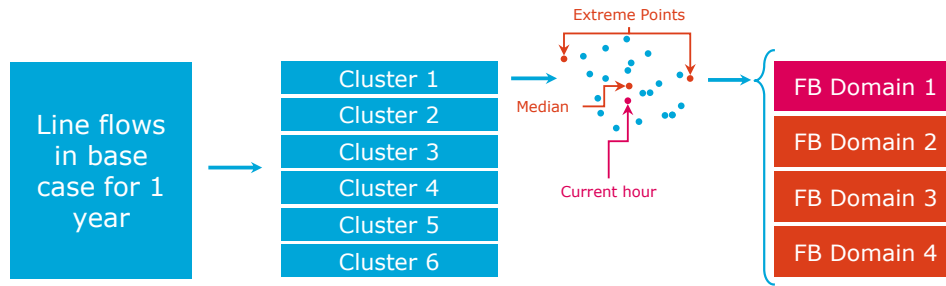 Line flows
in base
case for 1
year
Cluster 1
Cluster 2
Cluster 3
Cluster 4
Cluster 5
Cluster 6
Extreme Points
Median
Current hour
FB Domain 1
FB Domain 2
FB Domain 3
FB Domain 4